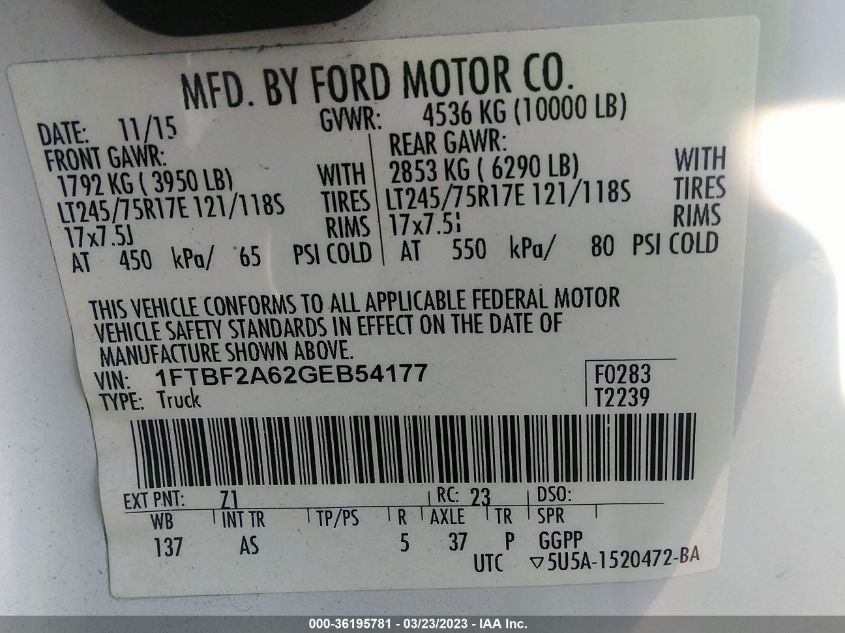 MFD. BY FORD MOTOR CO.
DATE: 11/15 GVWR: 4536 KG (10000 LB)
FRONT GAWR: REAR GAWR:
1792 KG ( 3950 LB) WITH 2853 KG ( 6290 LB) WITH
LT245/75R17E 121/118S TIRES LT245/75R17E 121/118S TIRES
17x7.5J RIMS 17x7.5J RIMS
AT 450 kPa/ 65 PSI COLD AT 550 kPa/ 80 PSI COLD
THIS VEHICLE CONFORMS TO ALL APPLICABLE FEDERAL MOTOR
VEHICLE SAFETY STANDARDS IN EFFECT ON THE DATE OF
MANUFACTURE SHOWN ABOVE.
VIN: 1FTBF2A62GEB54177 F0283
TYPE: Truck T2239
EXT PNT: Z1 RC: 23 DSO:
WB INT TR TP/PS R AXLE TR SPR
137 AS 5 37 P GGPP
UTC ▽5U5A-1520472-BA
000-36195781 - 03/23/2023 - IAA Inc.